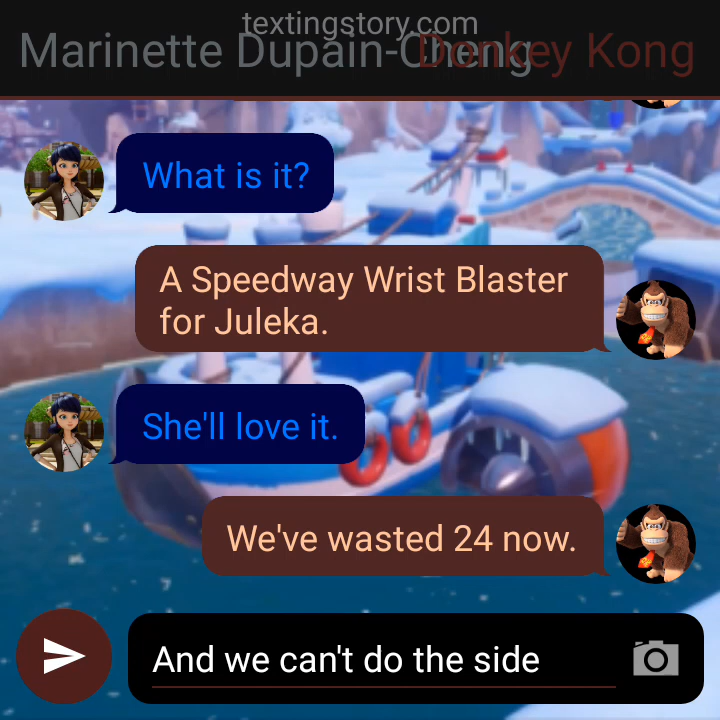 textingstory.com
Marinette Dupain-Cheng
Donkey Kong
What is it?
A Speedway Wrist Blaster
for Juleka.
She'll love it.
We've wasted 24 now.
And we can't do the side